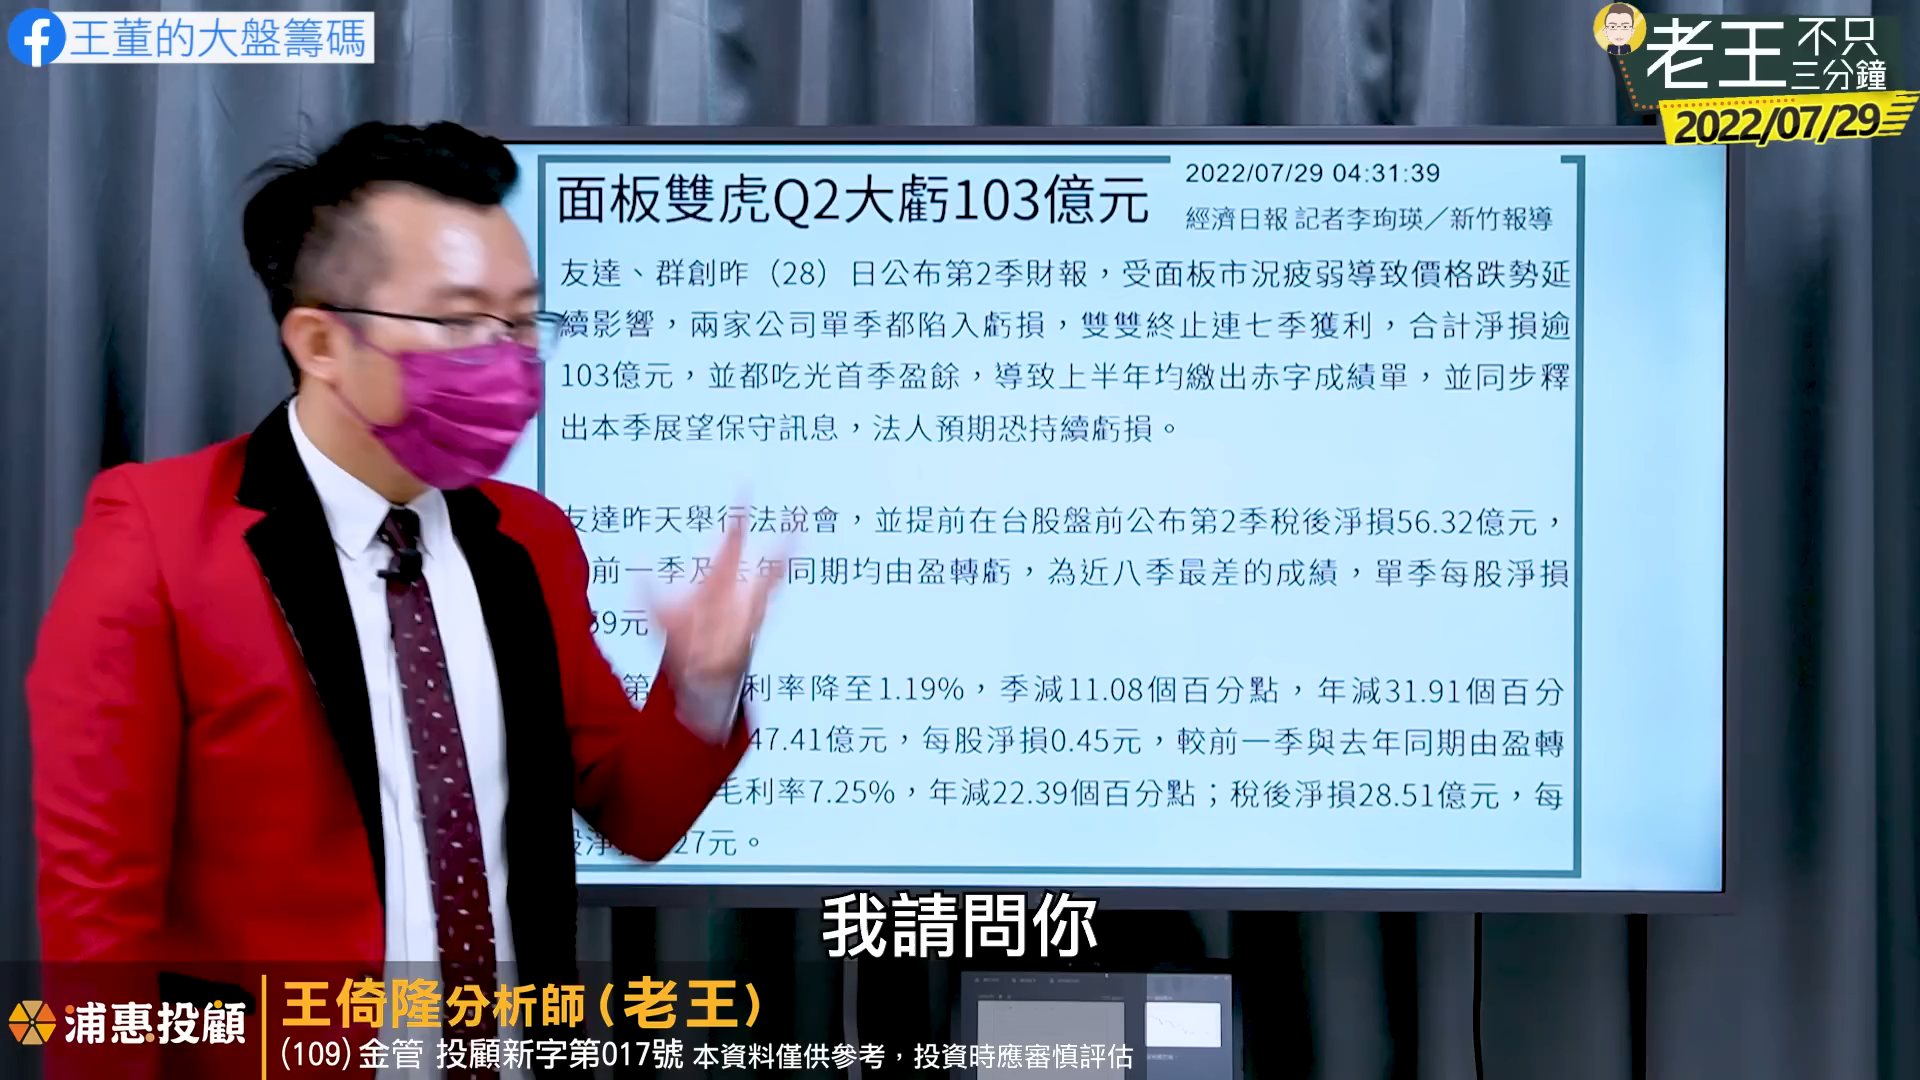 王董的大盤籌碼
老王不只三分鐘
2022/07/29
面板雙虎Q2大虧103億元
2022/07/29 04:31:39
經濟日報 記者李珣瑛／新竹報導
友達、群創昨（28）日公布第2季財報，受面板市況疲弱導致價格跌勢延
續影響，兩家公司單季都陷入虧損，雙雙終止連七季獲利，合計淨損逾
103億元，並都吃光首季盈餘，導致上半年均繳出赤字成績單，並同步釋
出本季展望保守訊息，法人預期恐持續虧損。
友達昨天舉行法說會，並提前在台股盤前公布第2季稅後淨損56.32億元，
前一季及去年同期均由盈轉虧，為近八季最差的成績，單季每股淨損
59元
第 利率降至1.19%，季減11.08個百分點，年減31.91個百分
47.41億元，每股淨損0.45元，較前一季與去年同期由盈轉
毛利率7.25%，年減22.39個百分點；稅後淨損28.51億元，每
股淨 27元。
我請問你
浦惠投顧
王倚隆分析師(老王)
(109)金管 投顧新字第017號 本資料僅供參考，投資時應審慎評估